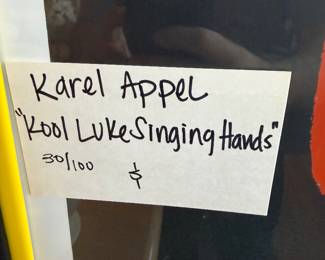 Karel Appel
"Kool Luke Singing Hands"
30/100 $